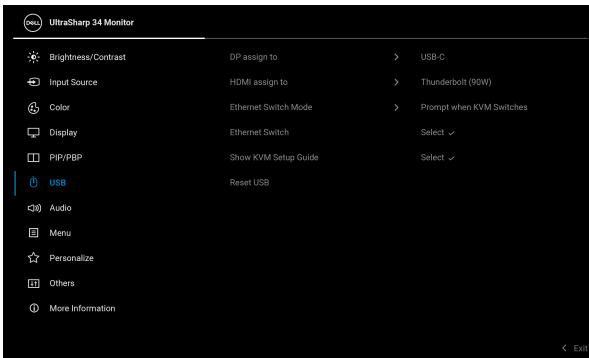 DELL UltraSharp 34 Monitor
Brightness/Contrast DP assign to > USB-C
Input Source HDMI assign to > Thunderbolt (90W)
Color Ethernet Switch Mode > Prompt when KVM Switches
Display Ethernet Switch Select ✓
PIP/PBP Show KVM Setup Guide Select ✓
USB Reset USB
Audio
Menu
Personalize
Others
More Information
< Exit